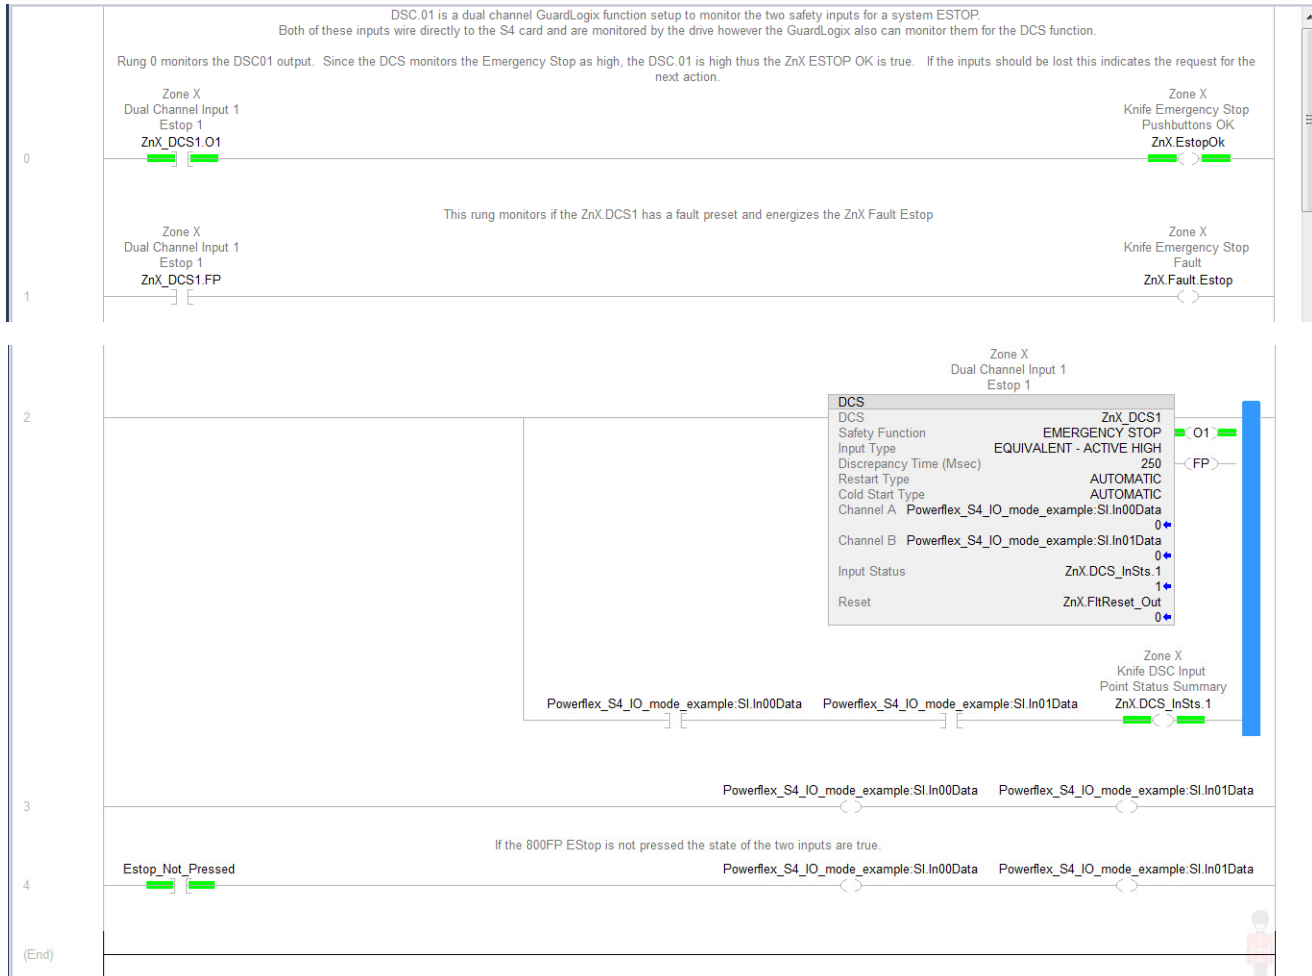 DSC.01 is a dual channel GuardLogix function setup to monitor the two safety inputs for a system ESTOP.
Both of these inputs wire directly to the S4 card and are monitored by the drive however the GuardLogix also can monitor them for the DCS function.
Rung 0 monitors the DSC01 output.  Since the DCS monitors the Emergency Stop as high, the DSC.01 is high thus the ZnX ESTOP OK is true.   If the inputs should be lost this indicates the request for the
next action.
Zone X
Dual Channel Input 1
Estop 1
ZnX_DCS1.O1
Zone X
Knife Emergency Stop
Pushbuttons OK
ZnX.EstopOk
0
This rung monitors if the ZnX.DCS1 has a fault preset and energizes the ZnX Fault Estop
Zone X
Dual Channel Input 1
Estop 1
ZnX_DCS1.FP
Zone X
Knife Emergency Stop
Fault
ZnX.Fault.Estop
1
Zone X
Dual Channel Input 1
Estop 1
2
DCS
DCS ZnX_DCS1
Safety Function EMERGENCY STOP
Input Type EQUIVALENT - ACTIVE HIGH
Discrepancy Time (Msec) 250
Restart Type AUTOMATIC
Cold Start Type AUTOMATIC
Channel A Powerflex_S4_IO_mode_example:SI.In00Data
0
Channel B Powerflex_S4_IO_mode_example:SI.In01Data
0
Input Status ZnX.DCS_InSts.1
1
Reset ZnX.FltReset_Out
0
O1
FP
Zone X
Knife DSC Input
Point Status Summary
Powerflex_S4_IO_mode_example:SI.In00Data Powerflex_S4_IO_mode_example:SI.In01Data ZnX.DCS_InSts.1
Powerflex_S4_IO_mode_example:SI.In00Data Powerflex_S4_IO_mode_example:SI.In01Data
3
If the 800FP EStop is not pressed the state of the two inputs are true.
Estop_Not_Pressed Powerflex_S4_IO_mode_example:SI.In00Data Powerflex_S4_IO_mode_example:SI.In01Data
4
(End)